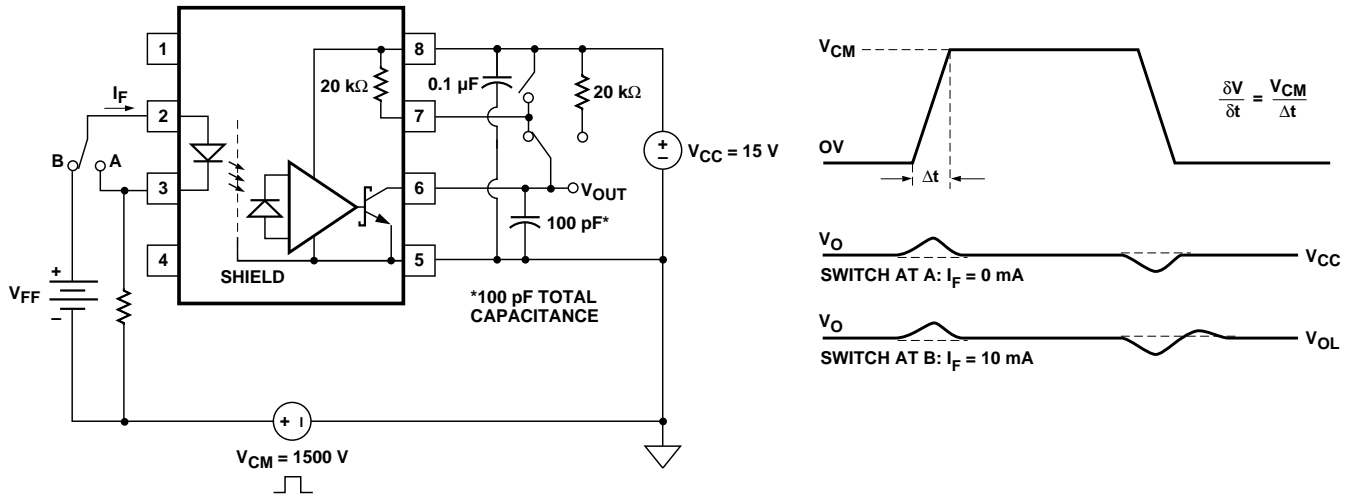 1
8
20 kΩ
0.1 µF
20 kΩ
I_F
2
7
B
A
V_CC = 15 V
3
6
V_OUT
100 pF*
4
5
SHIELD
V_FF
*100 pF TOTAL
CAPACITANCE
V_CM = 1500 V
V_CM
δV/δt = V_CM/Δt
OV
Δt
V_O
V_CC
SWITCH AT A: I_F = 0 mA
V_O
V_OL
SWITCH AT B: I_F = 10 mA